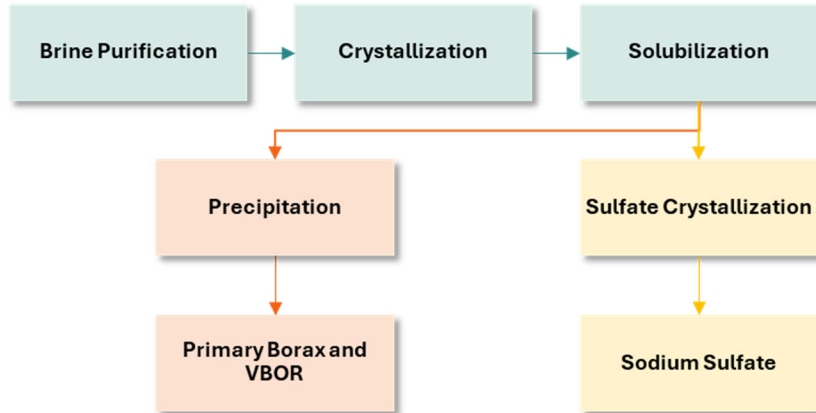 Brine Purification
Crystallization
Solubilization
Precipitation
Sulfate Crystallization
Primary Borax and
VBOR
Sodium Sulfate